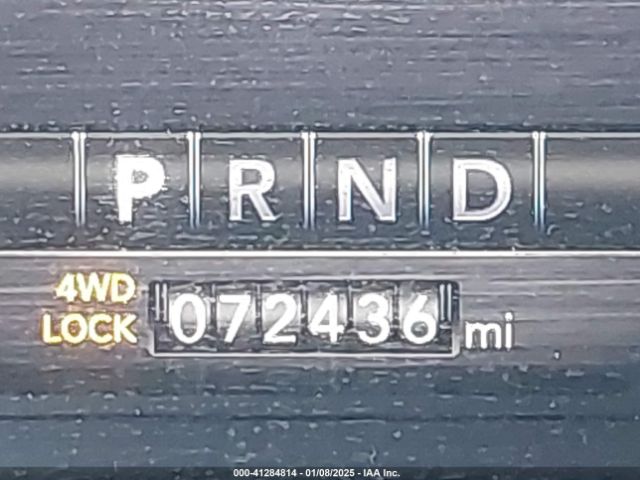 P R N D
4WD
LOCK
072436 mi
000-41284814 - 01/08/2025 - IAA Inc.